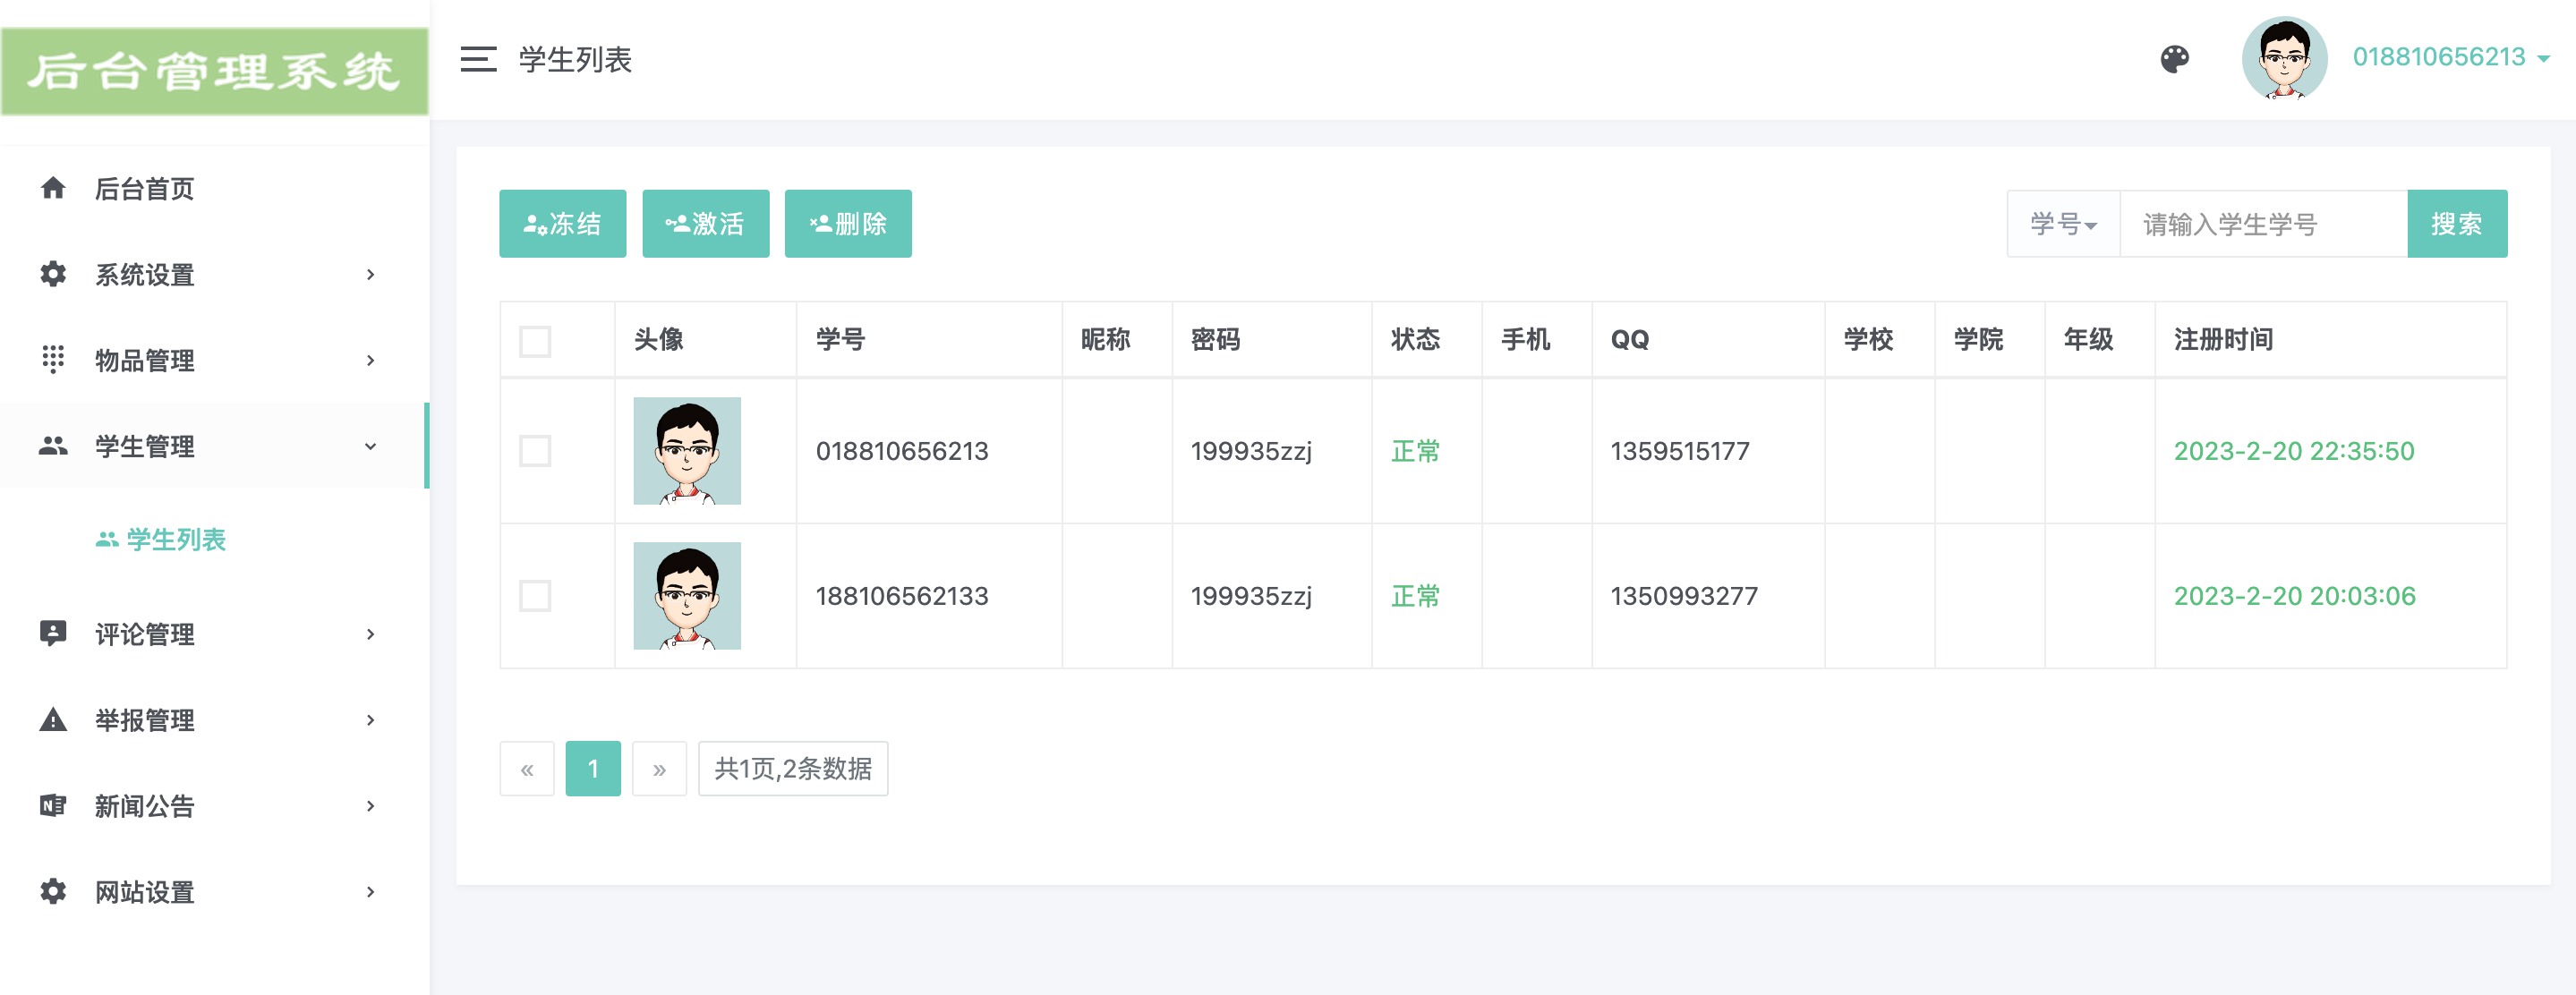 后台管理系统
学生列表
018810656213
后台首页
系统设置
物品管理
学生管理
学生列表
评论管理
举报管理
新闻公告
网站设置
冻结 激活 删除
学号 请输入学生学号 搜索
头像 学号 昵称 密码 状态 手机 QQ 学校 学院 年级 注册时间
018810656213 199935zzj 正常 1359515177 2023-2-20 22:35:50
188106562133 199935zzj 正常 1350993277 2023-2-20 20:03:06
« 1 » 共1页,2条数据